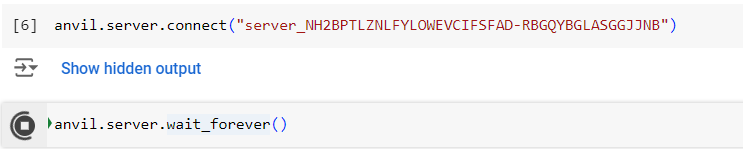 [6] anvil.server.connect("server_NH2BPTLZNLFYLOWEVCIFSFAD-RBGQYBGLASGGJJNB")
Show hidden output
anvil.server.wait_forever()